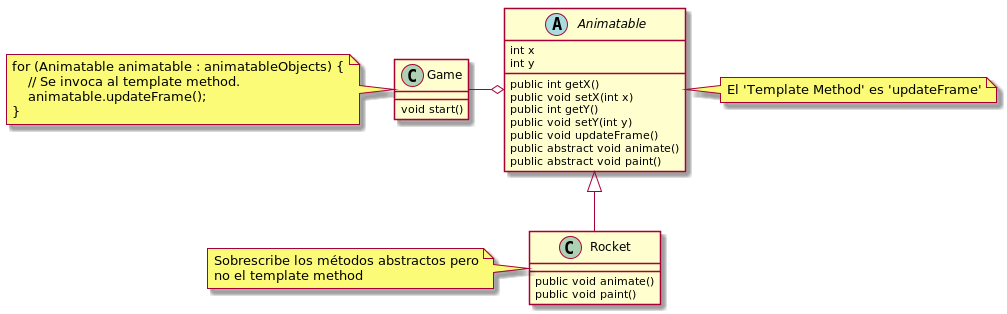 for (Animatable animatable : animatableObjects) {
    // Se invoca al template method.
    animatable.updateFrame();
}
C Game
void start()
A Animatable
int x
int y
public int getX()
public void setX(int x)
public int getY()
public void setY(int y)
public void updateFrame()
public abstract void animate()
public abstract void paint()
El 'Template Method' es 'updateFrame'
Sobrescribe los métodos abstractos pero
no el template method
C Rocket
public void animate()
public void paint()